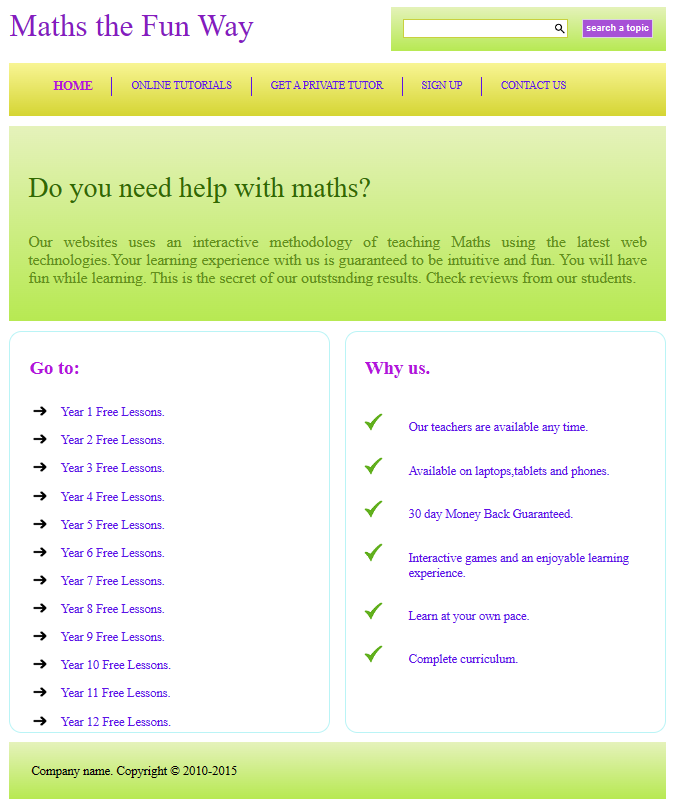 Maths the Fun Way
search a topic
HOME
ONLINE TUTORIALS
GET A PRIVATE TUTOR
SIGN UP
CONTACT US
Do you need help with maths?
Our websites uses an interactive methodology of teaching Maths using the latest web
technologies.Your learning experience with us is guaranteed to be intuitive and fun. You will have
fun while learning. This is the secret of our outstsnding results. Check reviews from our students.
Go to:
Year 1 Free Lessons.
Year 2 Free Lessons.
Year 3 Free Lessons.
Year 4 Free Lessons.
Year 5 Free Lessons.
Year 6 Free Lessons.
Year 7 Free Lessons.
Year 8 Free Lessons.
Year 9 Free Lessons.
Year 10 Free Lessons.
Year 11 Free Lessons.
Year 12 Free Lessons.
Why us.
Our teachers are available any time.
Available on laptops,tablets and phones.
30 day Money Back Guaranteed.
Interactive games and an enjoyable learning
experience.
Learn at your own pace.
Complete curriculum.
Company name. Copyright © 2010-2015